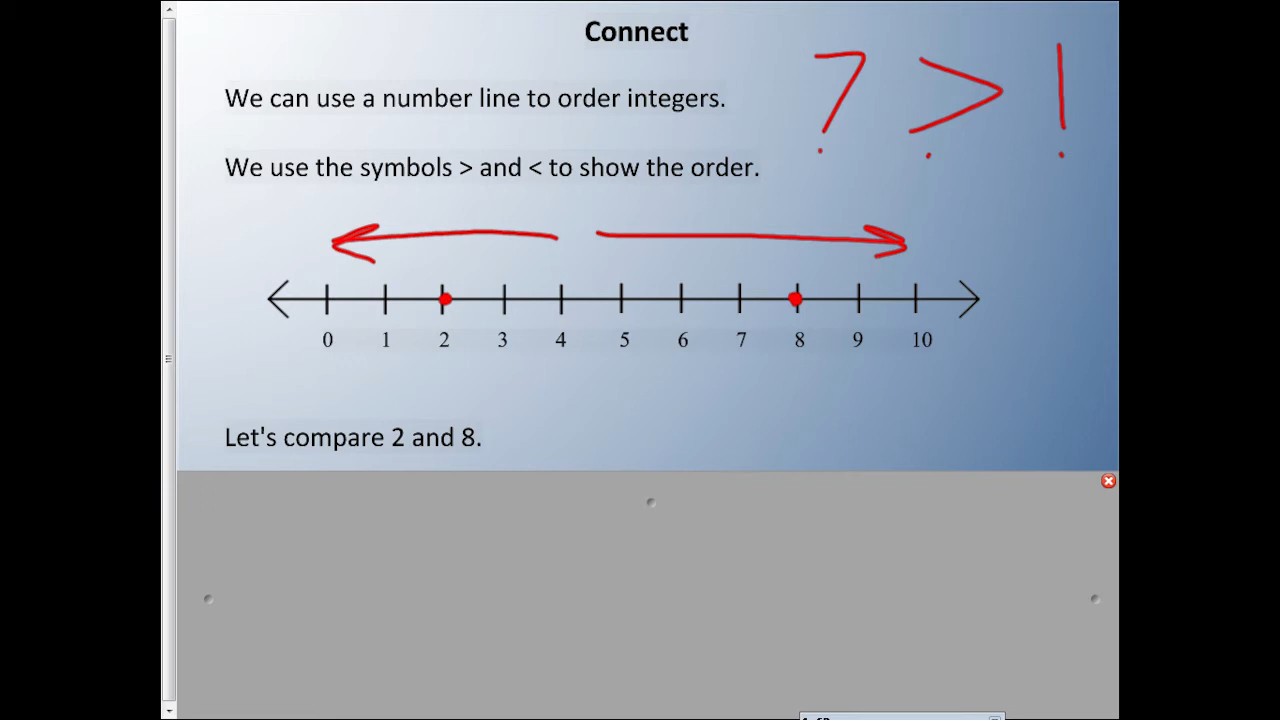 Connect
7 > 1
We can use a number line to order integers.
We use the symbols > and < to show the order.
0 1 2 3 4 5 6 7 8 9 10
Let's compare 2 and 8.